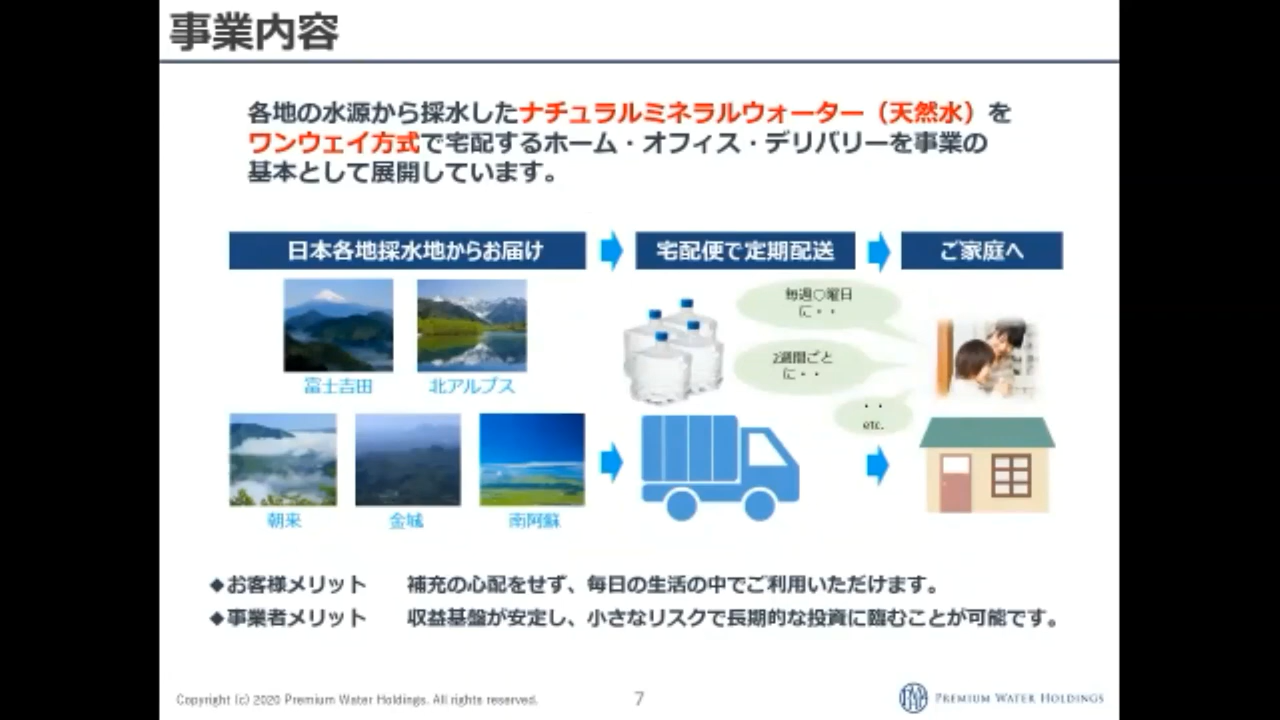 事業内容
各地の水源から採水したナチュラルミネラルウォーター（天然水）を
ワンウェイ方式で宅配するホーム・オフィス・デリバリーを事業の
基本として展開しています。
日本各地採水地からお届け
宅配便で定期配送
ご家庭へ
毎週○曜日
に・・
富士吉田
北アルプス
2週間ごと
に・・
・・
etc.
朝来
金城
南阿蘇
◆お客様メリット 補充の心配をせず、毎日の生活の中でご利用いただけます。
◆事業者メリット 収益基盤が安定し、小さなリスクで長期的な投資に臨むことが可能です。
Copyright (c) 2020 Premium Water Holdings. All rights reserved.
7
PREMIUM WATER HOLDINGS